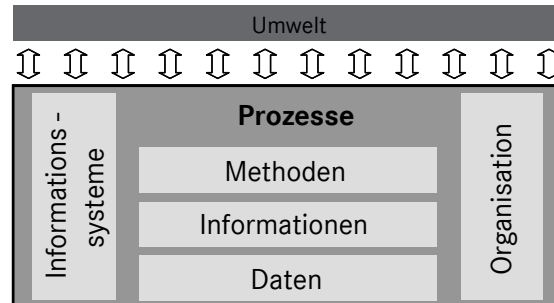 Umwelt
Informations -
systeme
Prozesse
Methoden
Informationen
Daten
Organisation